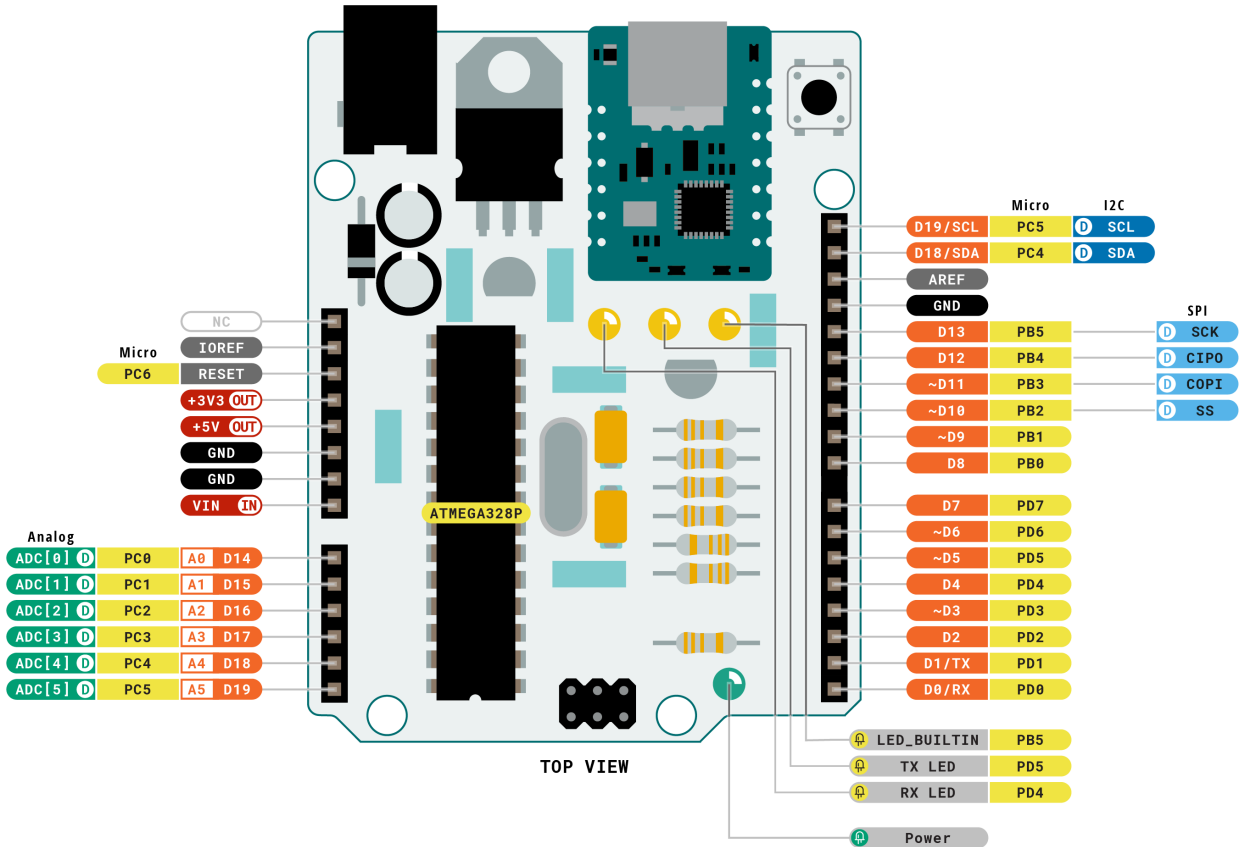 Micro I2C
D19/SCL PC5 D SCL
D18/SDA PC4 D SDA
AREF
GND
SPI
D13 PB5 D SCK
D12 PB4 D CIPO
~D11 PB3 D COPI
~D10 PB2 D SS
~D9 PB1
D8 PB0
D7 PD7
~D6 PD6
~D5 PD5
D4 PD4
~D3 PD3
D2 PD2
D1/TX PD1
D0/RX PD0
NC
IOREF
Micro
PC6 RESET
+3V3 OUT
+5V OUT
GND
GND
VIN IN
Analog
ADC[0] D PC0 A0 D14
ADC[1] D PC1 A1 D15
ADC[2] D PC2 A2 D16
ADC[3] D PC3 A3 D17
ADC[4] D PC4 A4 D18
ADC[5] D PC5 A5 D19
ATMEGA328P
TOP VIEW
LED_BUILTIN PB5
TX LED PD5
RX LED PD4
Power